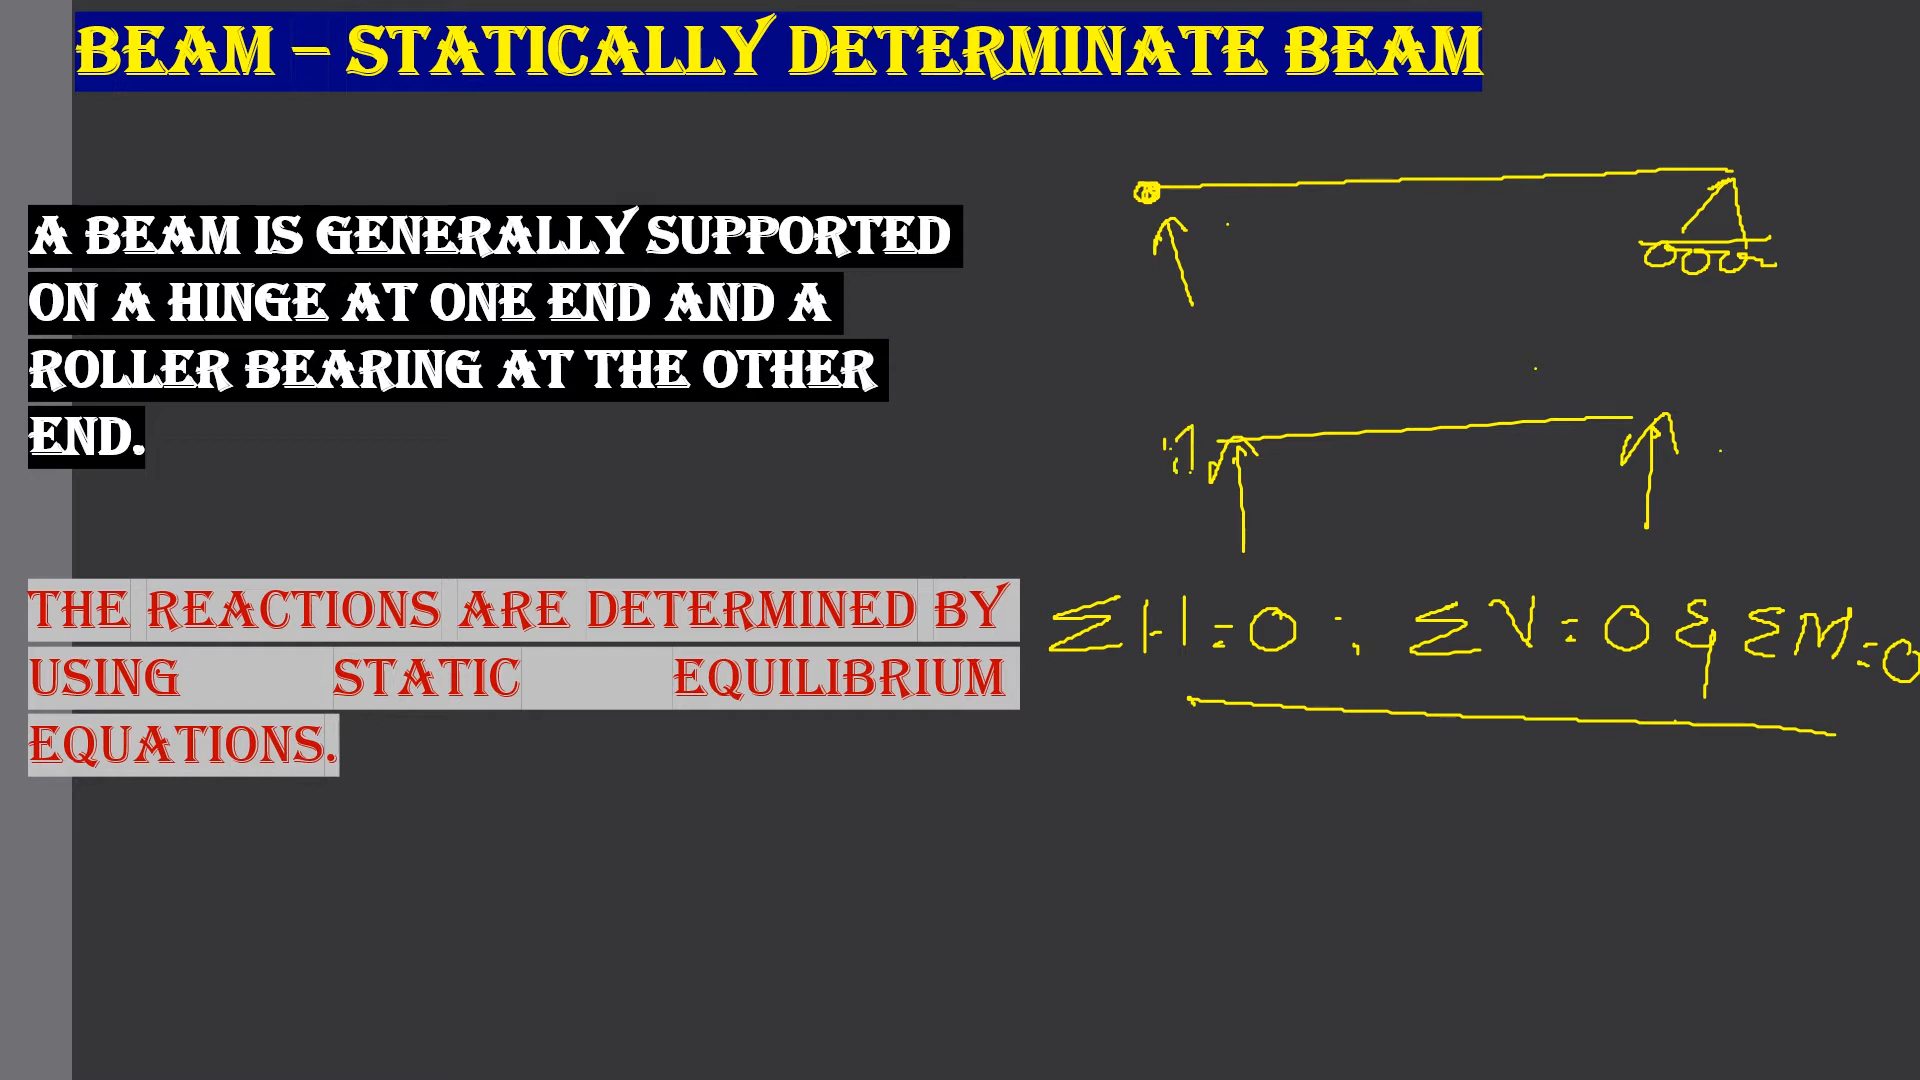 BEAM – STATICALLY DETERMINATE BEAM
A BEAM IS GENERALLY SUPPORTED
ON A HINGE AT ONE END AND A
ROLLER BEARING AT THE OTHER
END.
THE REACTIONS ARE DETERMINED BY
USING STATIC EQUILIBRIUM
EQUATIONS.
ΣH=0 ; ΣV=0 & ΣM=0